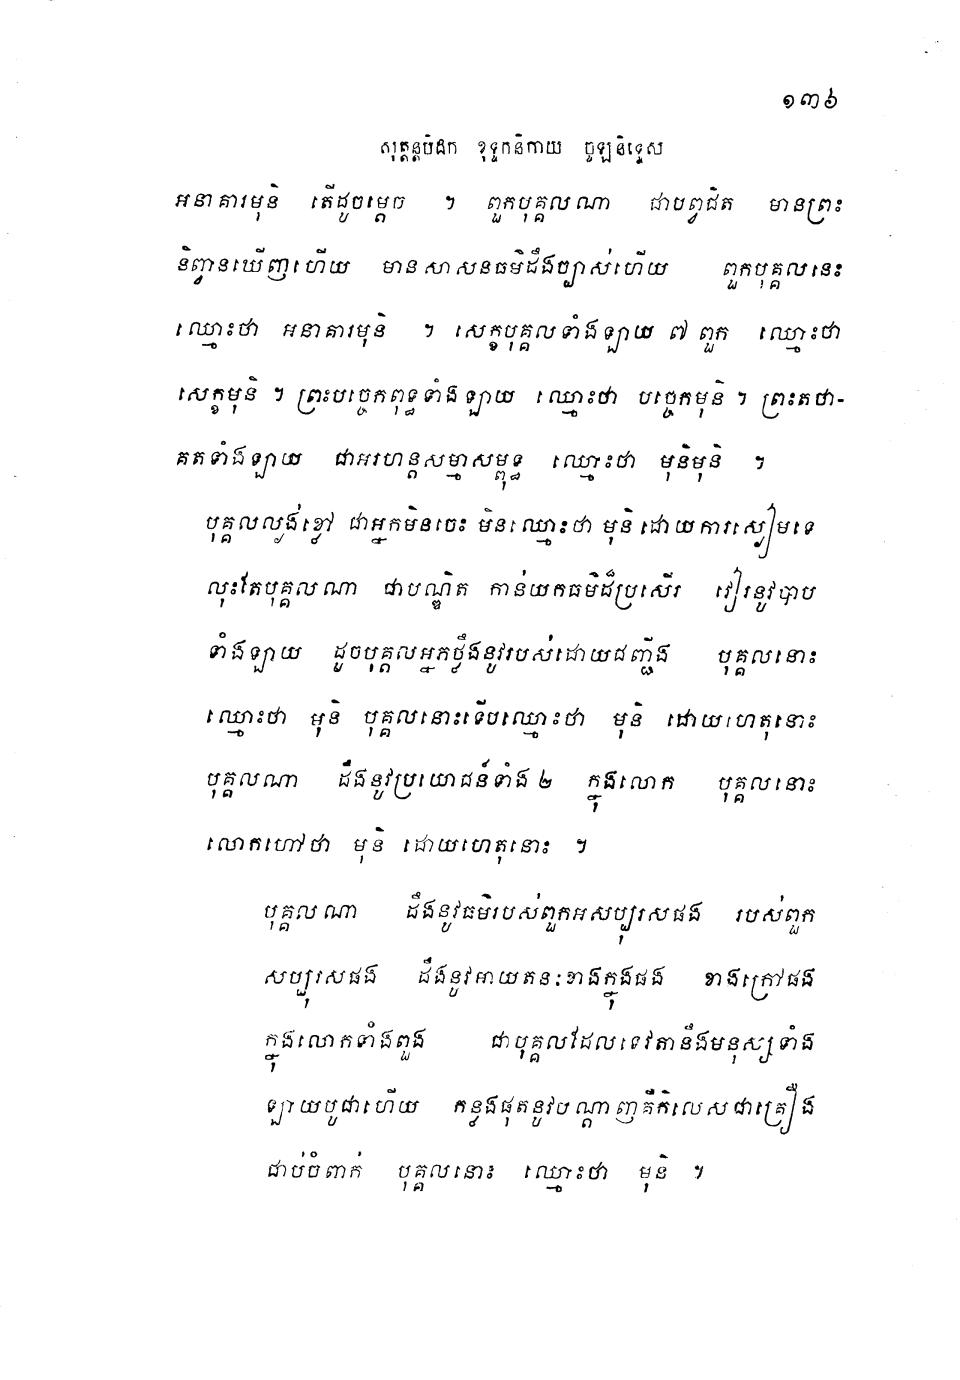 ១៣៦
សុត្តន្តបិដក ខុទ្ទកនិកាយ ចូឡនិទ្ទេស
អនាគារមុនិ តើដូចម្តេច ។ ពួកបុគ្គលណា ជាបព្វជិត មានព្រះ
និព្វានឃើញហើយ មានសាសនធម៌ដឹងច្បាស់ហើយ ពួកបុគ្គលនេះ
ឈ្មោះថា អនាគារមុនិ ។ សេក្ខបុគ្គលទាំងឡាយ ៧ ពួក ឈ្មោះថា
សេក្ខមុនិ ។ ព្រះបច្ចេកពុទ្ធទាំងឡាយ ឈ្មោះថា បច្ចេកមុនិ ។ ព្រះតថា-
គតទាំងឡាយ ជាអរហន្តសម្មាសម្ពុទ្ធ ឈ្មោះថា មុនិមុនិ ។
បុគ្គលល្ងង់ខ្លៅ ជាអ្នកមិនចេះ មិនឈ្មោះថា មុនិ ដោយការស្ងៀមទេ
លុះតែបុគ្គលណា ជាបណ្ឌិត កាន់យកធម៌ដ៏ប្រសើរ វៀរនូវបាប
ទាំងឡាយ ដូចបុគ្គលអ្នកថ្លឹងនូវរបស់ដោយជញ្ជីង បុគ្គលនោះ
ឈ្មោះថា មុនិ បុគ្គលនោះទើបឈ្មោះថា មុនិ ដោយហេតុនោះ
បុគ្គលណា ដឹងនូវប្រយោជន៍ទាំង ២ ក្នុងលោក បុគ្គលនោះ
លោកហៅថា មុនិ ដោយហេតុនោះ ។
បុគ្គលណា ដឹងនូវធម៌របស់ពួកអសប្បុរសផង របស់ពួក
សប្បុរសផង ដឹងនូវអាយតនៈខាងក្នុងផង ខាងក្រៅផង
ក្នុងលោកទាំងពួង ជាបុគ្គលដែលទេវតានឹងមនុស្សទាំង
ឡាយបូជាហើយ កន្លងផុតនូវបណ្តាញគឺកិលេសជាគ្រឿង
ជាប់ចំពាក់ បុគ្គលនោះ ឈ្មោះថា មុនិ ។